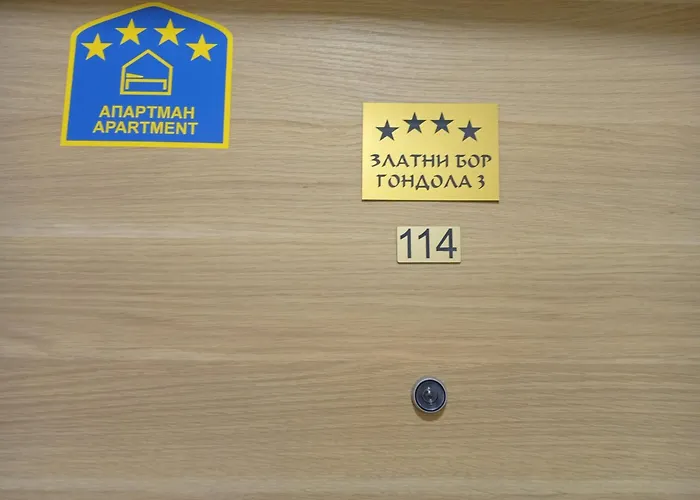 АПАРТМАН
APARTMENT
ЗЛАТНИ БОР
ГОНДОЛА 3
114